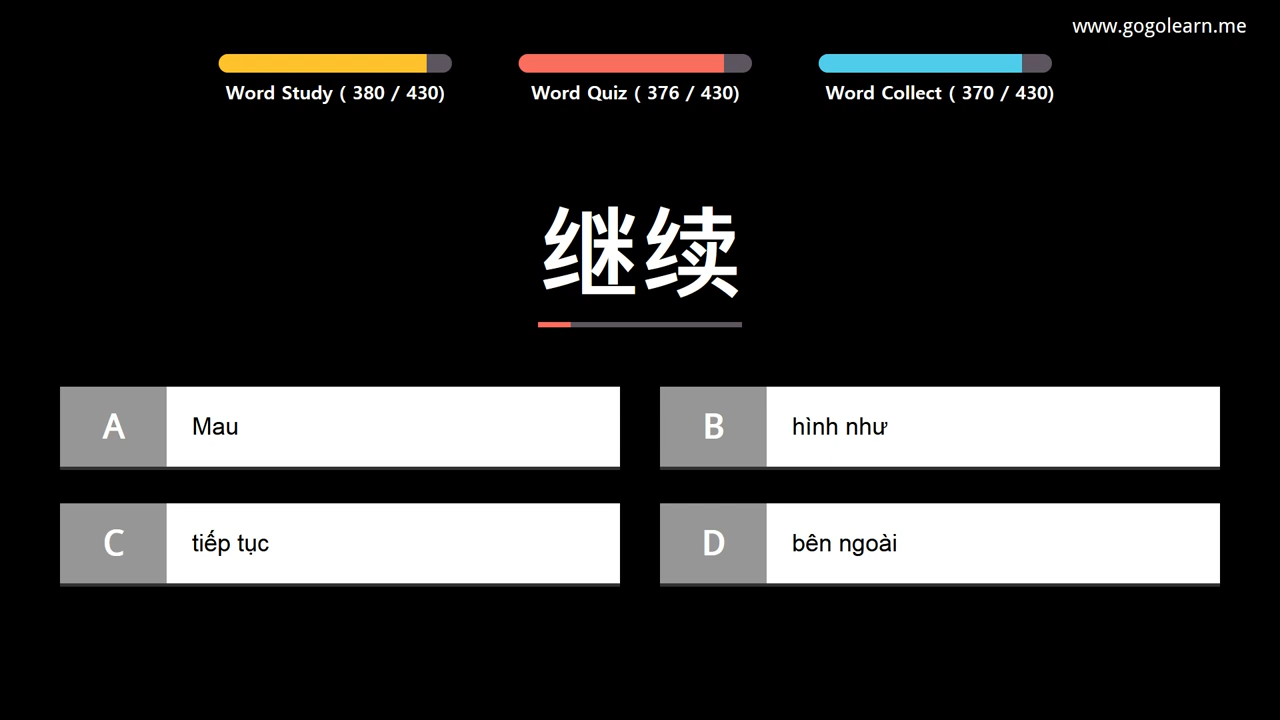 www.gogolearn.me
Word Study ( 380 / 430)
Word Quiz ( 376 / 430)
Word Collect ( 370 / 430)
继续
A
Mau
B
hình như
C
tiếp tục
D
bên ngoài